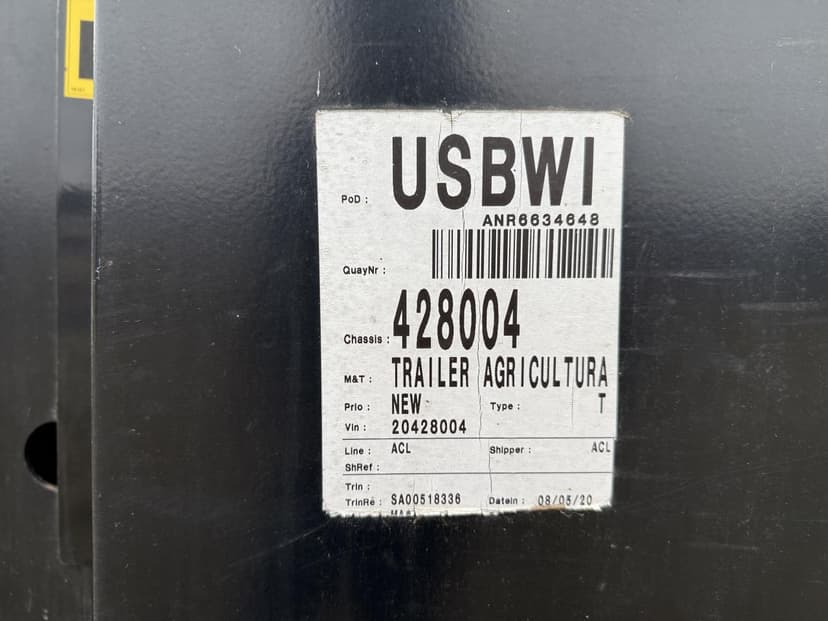 PoD : USBWI
ANR6634648
QuayNr :
Chassis : 428004
M&T : TRAILER AGRICULTURA
Prio : NEW Type : T
Vin : 20428004
Line : ACL Shipper : ACL
ShRef :
Trin :
TrinRe : SA00518336 DateIn : 08/05/20